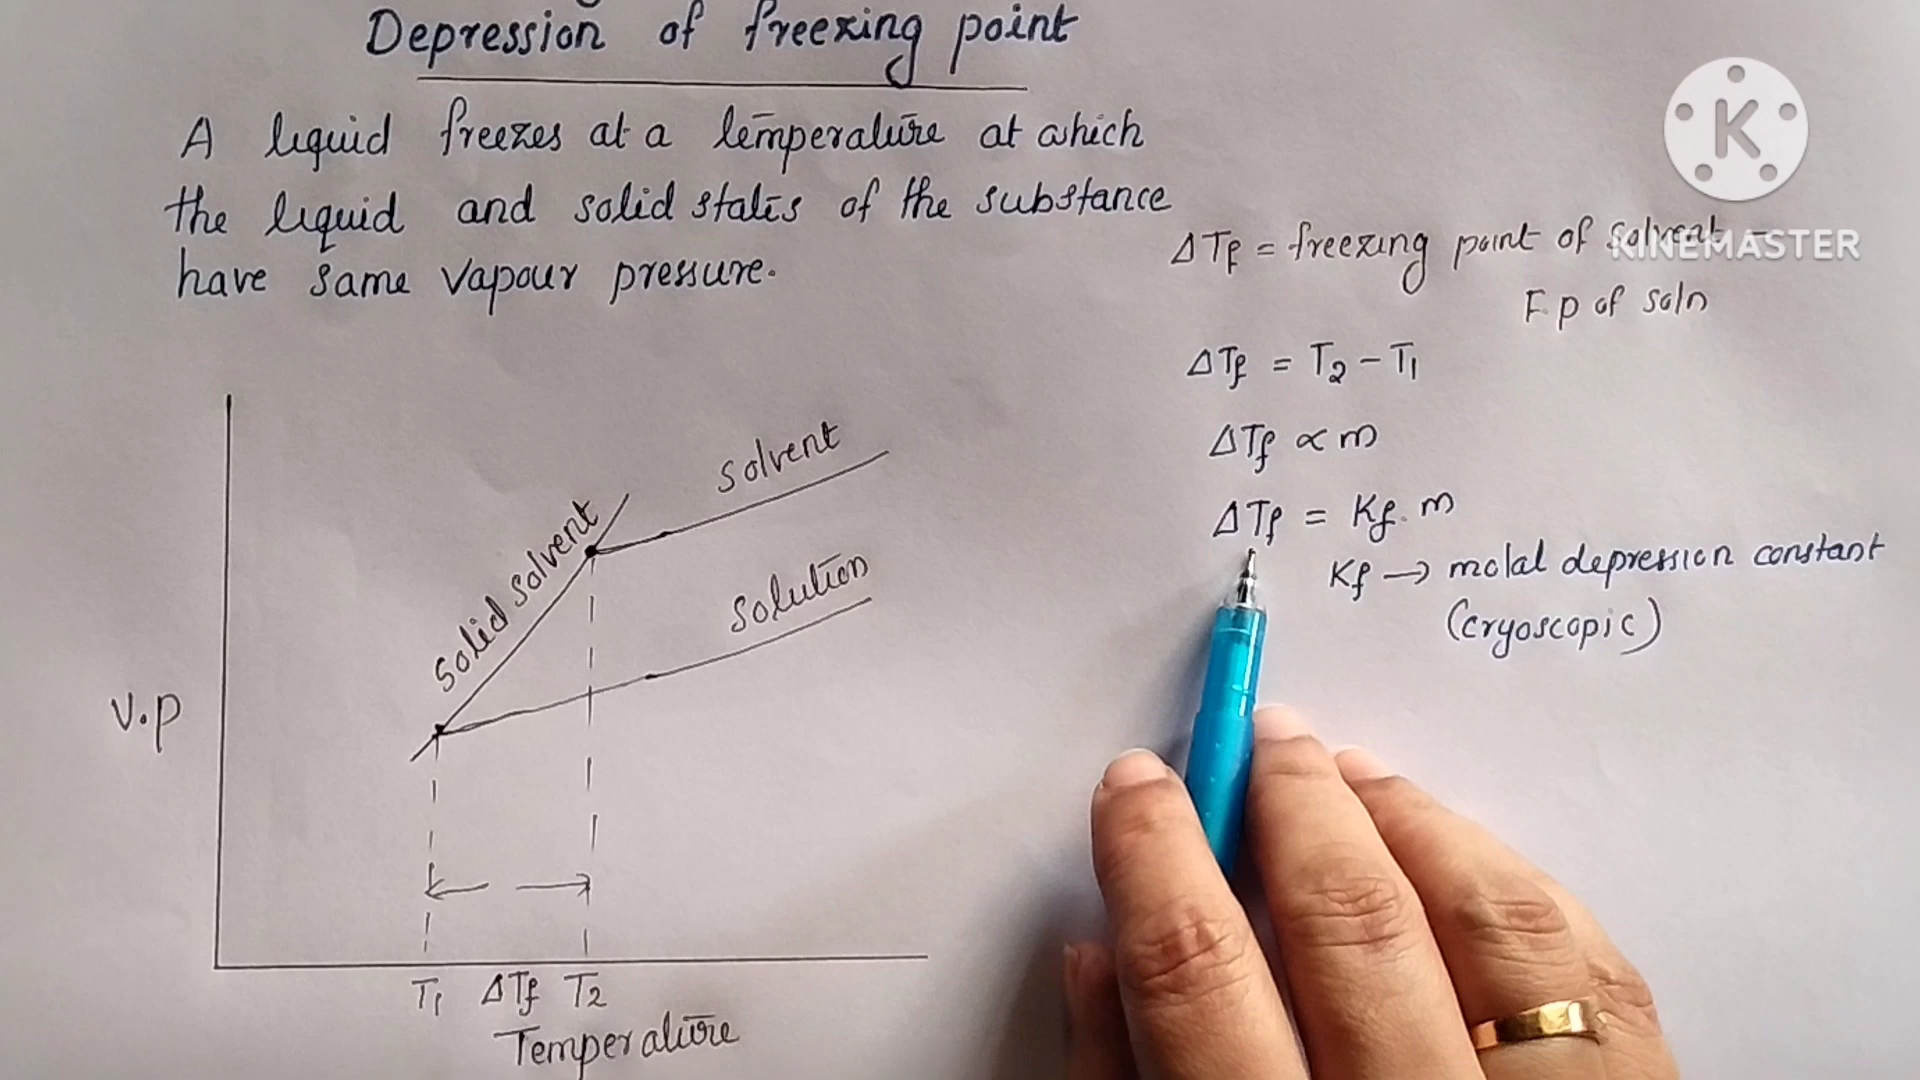 Depression of freezing point
A liquid freezes at a temperature at which
the liquid and solid states of the substance
have same vapour pressure.
K
KINEMASTER
ΔTf = freezing point of solvent -
F.p of soln
ΔTf = T2 - T1
ΔTf ∝ m
ΔTf = Kf. m
Kf → molal depression constant
(cryoscopic)
solvent
solid solvent
solution
V.p
T1 ΔTf T2
Temperature